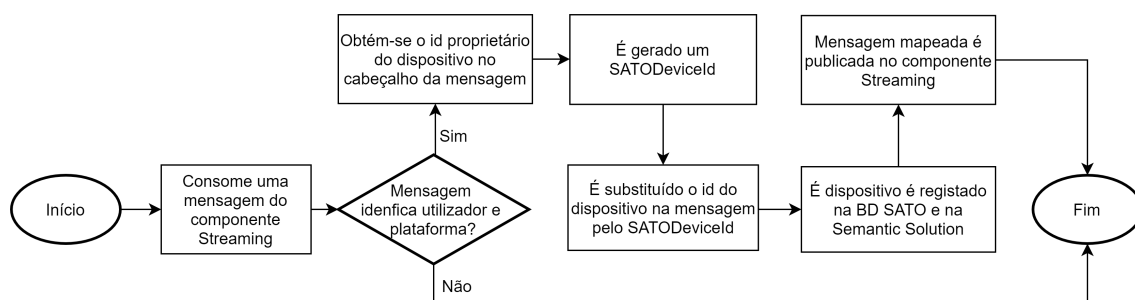 Início
Consome uma
mensagem do
componente
Streaming
Mensagem
idenfica utilizador e
plataforma?
Sim
Não
Obtém-se o id proprietário
do dispositivo no
cabeçalho da mensagem
É gerado um
SATODeviceId
É substituído o id do
dispositivo na mensagem
pelo SATODeviceId
É dispositivo é registado
na BD SATO e na
Semantic Solution
Mensagem mapeada é
publicada no componente
Streaming
Fim